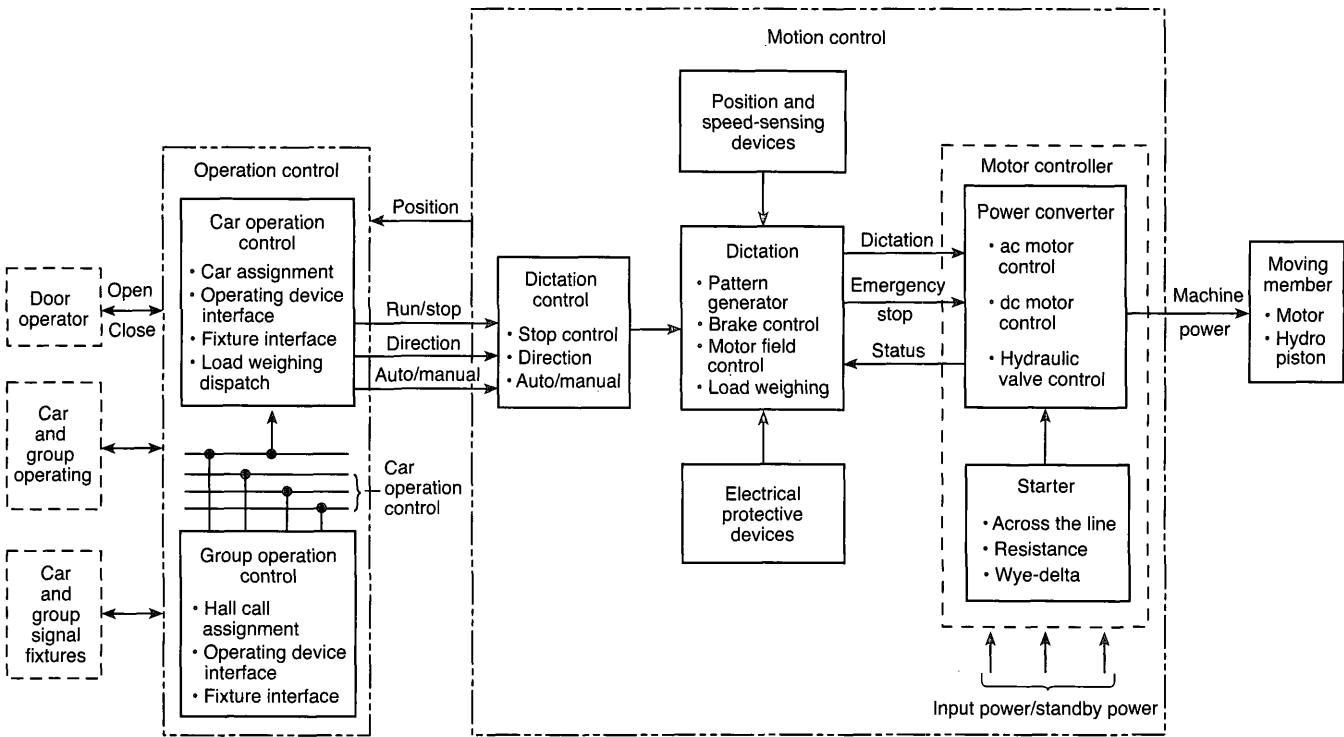 Motion control
Position and
speed-sensing
devices
Operation control
Motor controller
Car operation
control
• Car assignment
• Operating device
interface
• Fixture interface
• Load weighing
dispatch
Position
Door
operator
Open
Close
Run/stop
Direction
Auto/manual
Dictation
control
• Stop control
• Direction
• Auto/manual
Dictation
• Pattern
generator
• Brake control
• Motor field
control
• Load weighing
Dictation
Emergency
stop
Status
Power converter
• ac motor
control
• dc motor
control
• Hydraulic
valve control
Machine
power
Moving
member
• Motor
• Hydro
piston
Car
and
group
operating
Car
operation
control
Electrical
protective
devices
Starter
• Across the line
• Resistance
• Wye-delta
Group operation
control
• Hall call
assignment
• Operating device
interface
• Fixture interface
Car
and
group
signal
fixtures
Input power/standby power